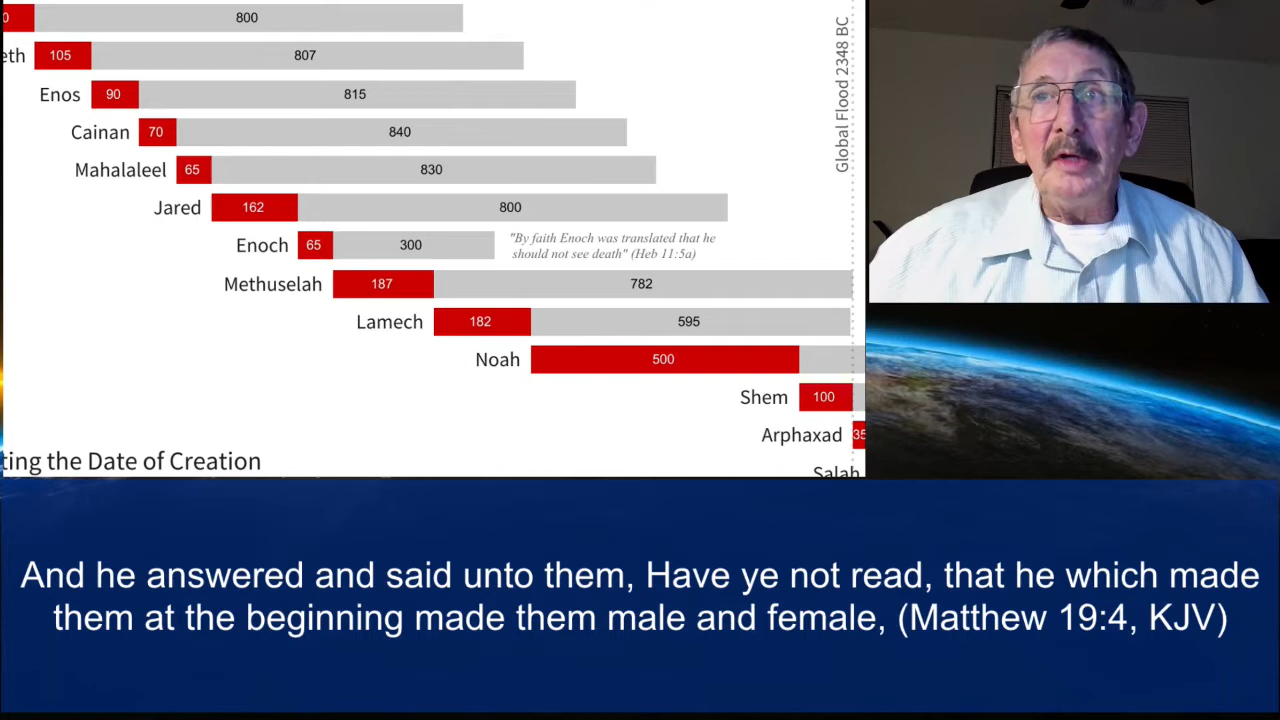 0 800
eth 105 807
Enos 90 815
Cainan 70 840
Mahalaleel 65 830
Jared 162 800
Enoch 65 300 "By faith Enoch was translated that he
should not see death" (Heb 11:5a)
Methuselah 187 782
Lamech 182 595
Noah 500
Shem 100
Arphaxad 35
Salah
Global Flood 2348 BC
ting the Date of Creation
And he answered and said unto them, Have ye not read, that he which made
them at the beginning made them male and female, (Matthew 19:4, KJV)